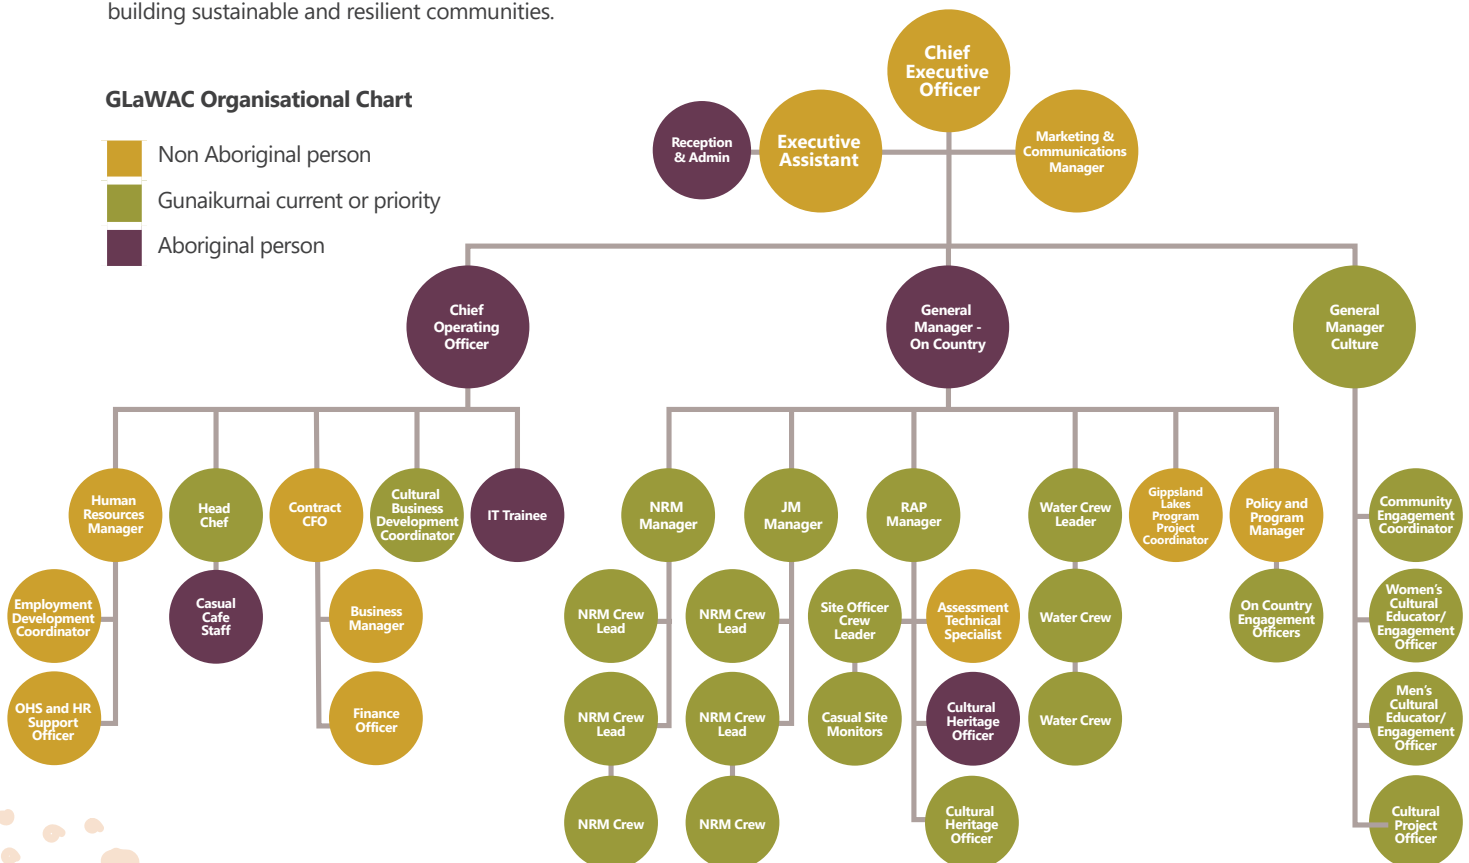 building sustainable and resilient communities.
GLaWAC Organisational Chart
Non Aboriginal person
Gunaikurnai current or priority
Aboriginal person
Chief
Executive
Officer
Reception
& Admin
Executive
Assistant
Marketing &
Communications
Manager
Chief
Operating
Officer
General
Manager -
On Country
General
Manager
Culture
Human
Resources
Manager
Head
Chef
Contract
CFO
Cultural
Business
Development
Coordinator
IT Trainee
NRM
Manager
JM
Manager
RAP
Manager
Water Crew
Leader
Gippsland
Lakes
Program
Project
Coordinator
Policy and
Program
Manager
Community
Engagement
Coordinator
Employment
Development
Coordinator
Casual
Cafe
Staff
Business
Manager
NRM Crew
Lead
NRM Crew
Lead
Site Officer
Crew
Leader
Assessment
Technical
Specialist
Water Crew
On Country
Engagement
Officers
Women's
Cultural
Educator/
Engagement
Officer
OHS and HR
Support
Officer
Finance
Officer
NRM Crew
Lead
NRM Crew
Lead
Casual Site
Monitors
Cultural
Heritage
Officer
Water Crew
Men's
Cultural
Educator/
Engagement
Officer
NRM Crew
NRM Crew
Cultural
Heritage
Officer
Cultural
Project
Officer